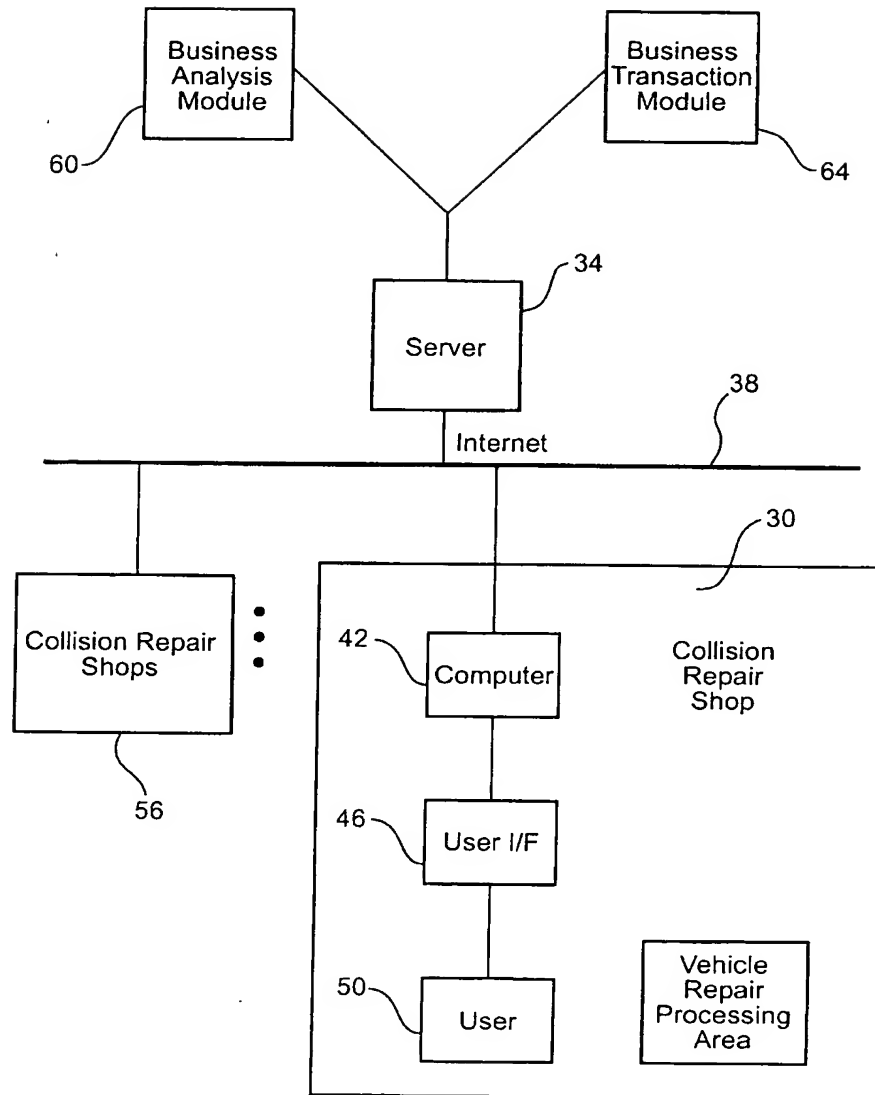 Business
Analysis
Module
Business
Transaction
Module
60
64
34
Server
38
Internet
30
Collision Repair
Shops
42
Computer
Collision
Repair
Shop
56
46
User I/F
50
User
Vehicle
Repair
Processing
Area